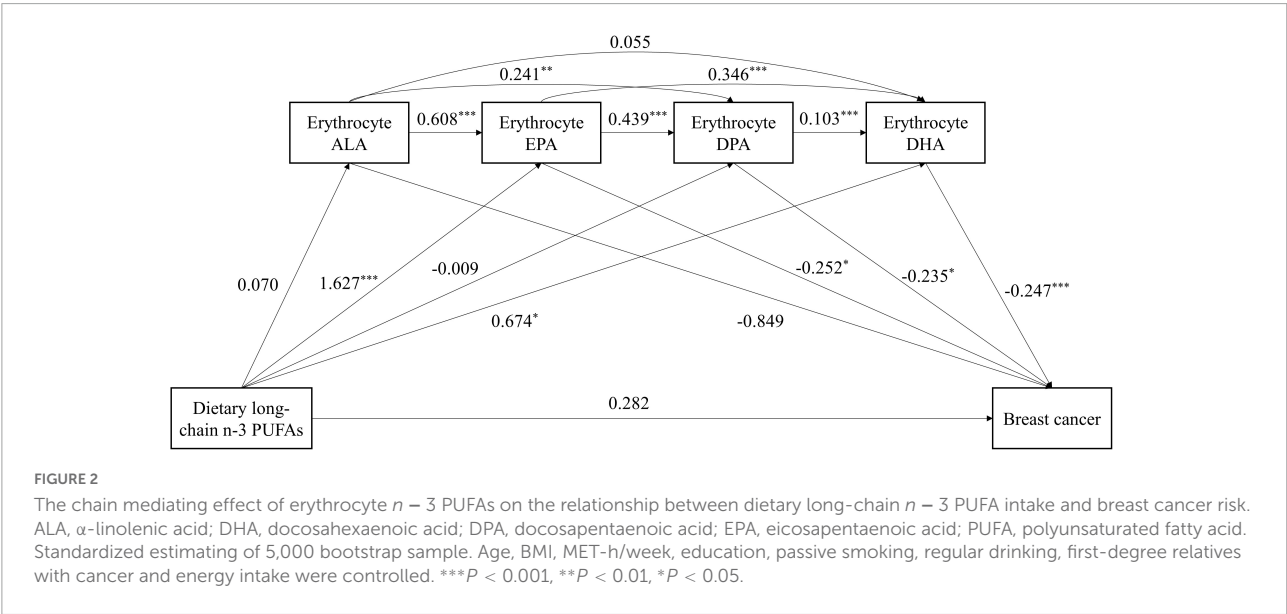 0.055
0.241**
0.346***
Erythrocyte
ALA
0.608***
Erythrocyte
EPA
0.439***
Erythrocyte
DPA
0.103***
Erythrocyte
DHA
0.070
1.627***
-0.009
0.674*
-0.849
-0.252*
-0.235*
-0.247***
Dietary long-
chain n-3 PUFAs
0.282
Breast cancer
FIGURE 2
The chain mediating effect of erythrocyte n – 3 PUFAs on the relationship between dietary long-chain n – 3 PUFA intake and breast cancer risk.
ALA, α-linolenic acid; DHA, docosahexaenoic acid; DPA, docosapentaenoic acid; EPA, eicosapentaenoic acid; PUFA, polyunsaturated fatty acid.
Standardized estimating of 5,000 bootstrap sample. Age, BMI, MET-h/week, education, passive smoking, regular drinking, first-degree relatives
with cancer and energy intake were controlled. ***P < 0.001, **P < 0.01, *P < 0.05.